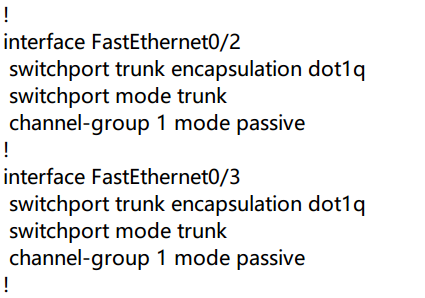 !
interface FastEthernet0/2
 switchport trunk encapsulation dot1q
 switchport mode trunk
 channel-group 1 mode passive
!
interface FastEthernet0/3
 switchport trunk encapsulation dot1q
 switchport mode trunk
 channel-group 1 mode passive
!